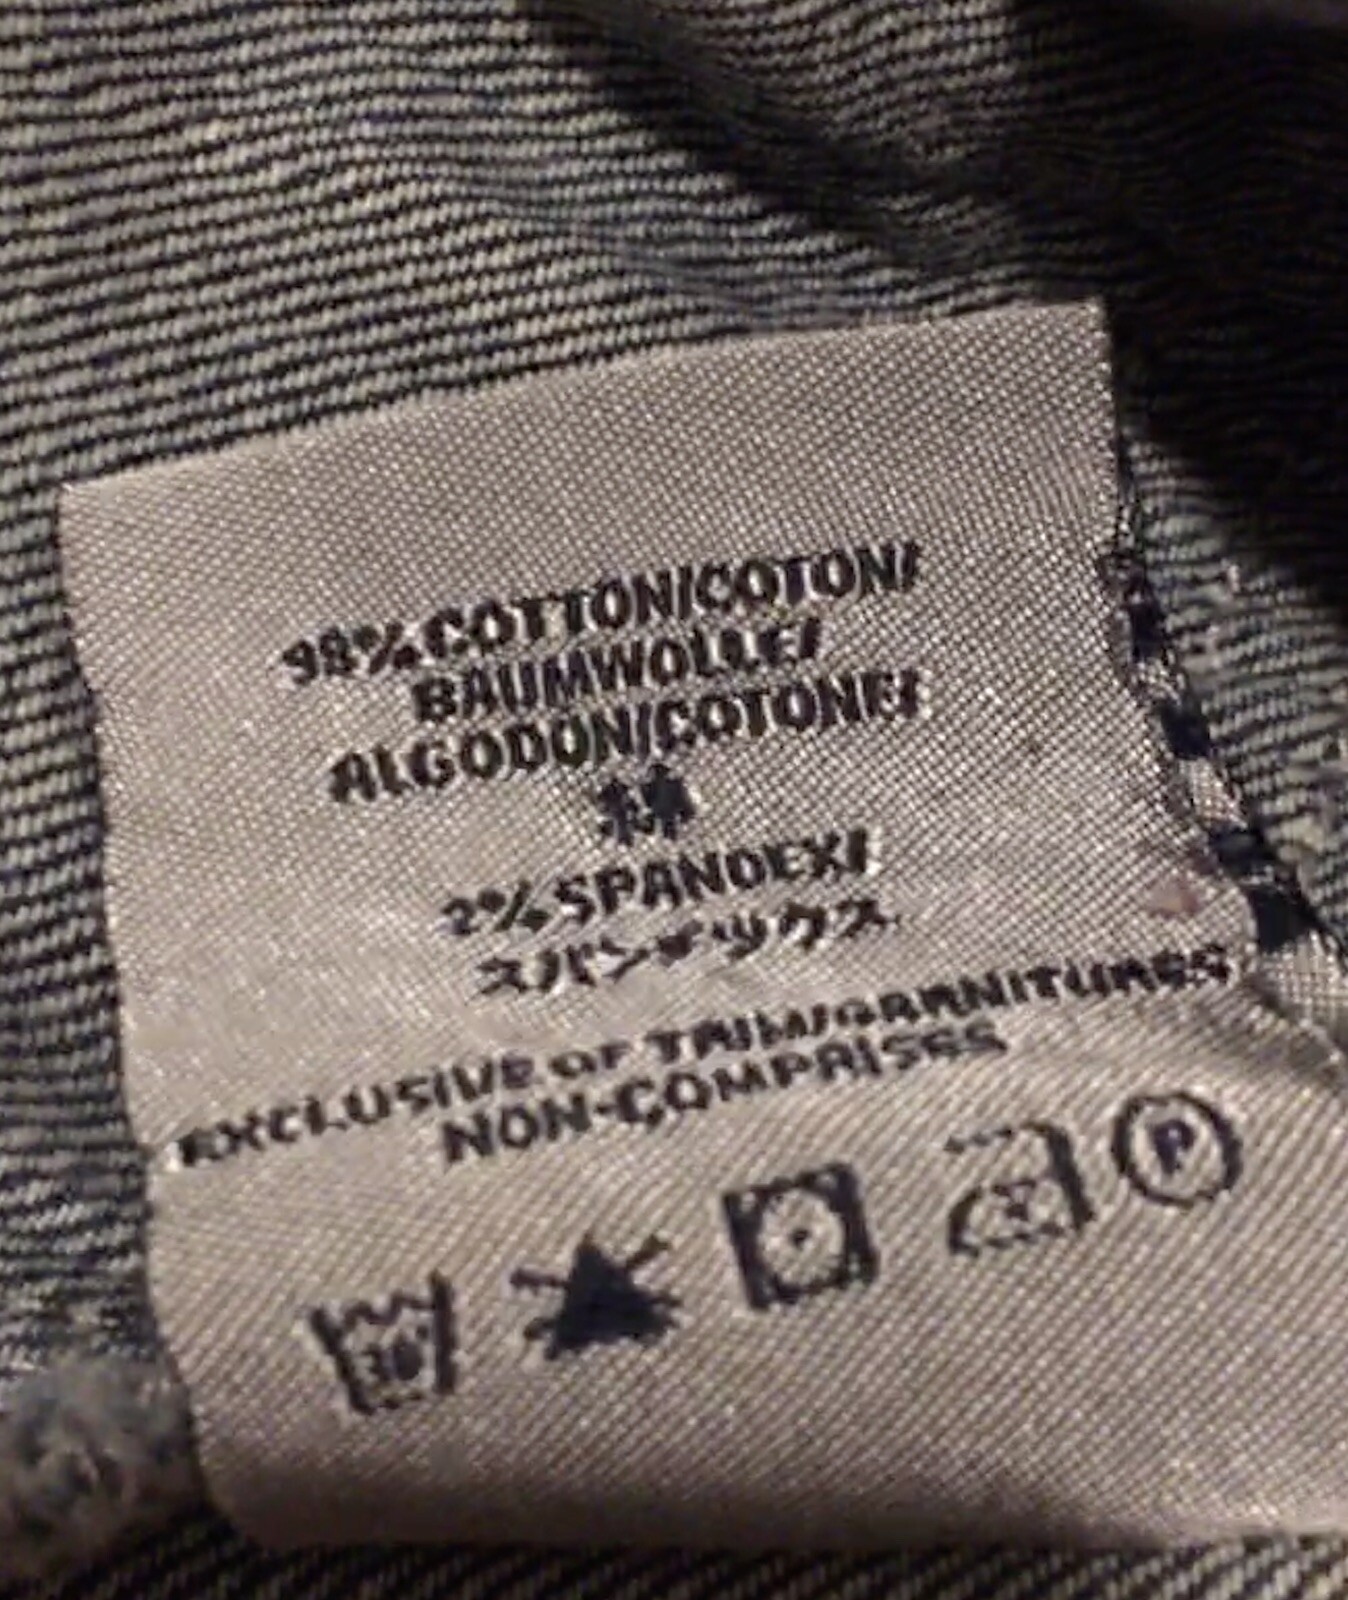 98% COTTON/COTON/
BAUMWOLLE/
ALGODON/COTONE/
綿
2% SPANDEX/
スパンデックス
EXCLUSIVE OF TRIM/GARNITURES
NON-COMPRISES
30°
P